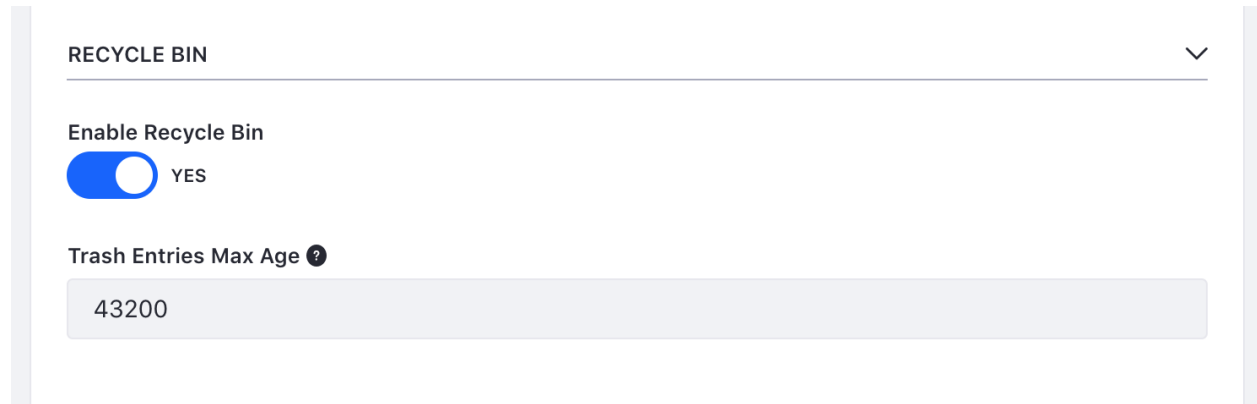 RECYCLE BIN
Enable Recycle Bin
YES
Trash Entries Max Age ?
43200